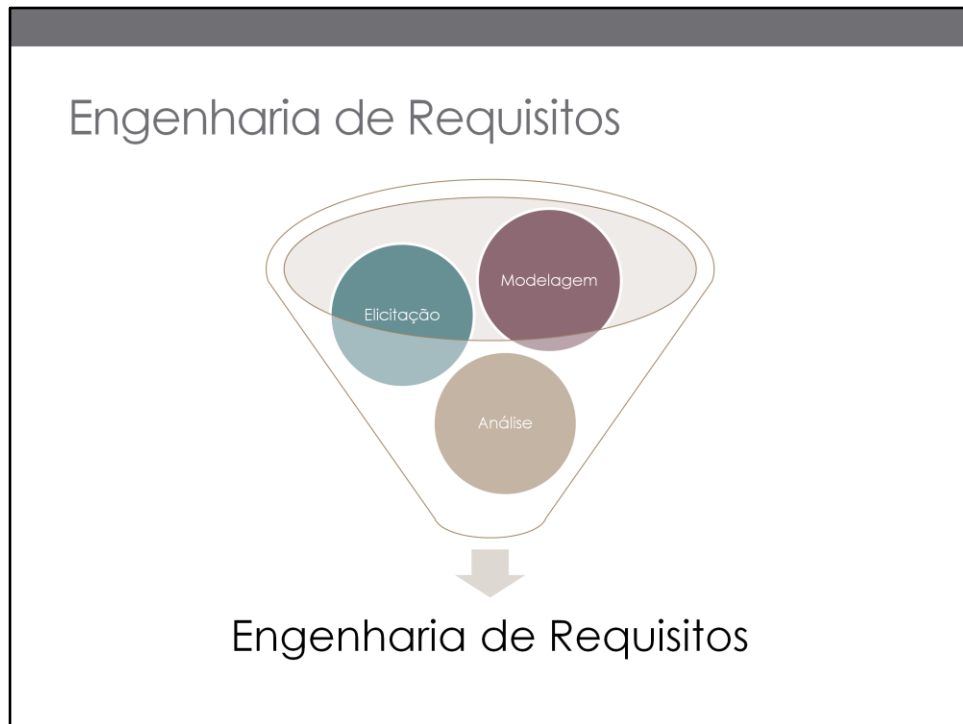 Engenharia de Requisitos
Modelagem
Elicitação
Análise
Engenharia de Requisitos